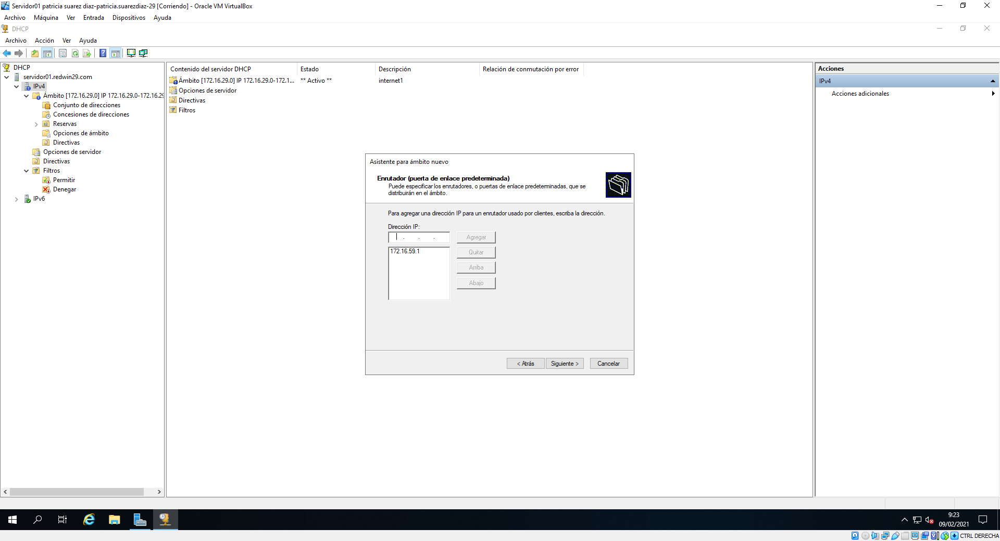 Servidor01 patricia suarez diaz-patricia.suarezdiaz-29 [Corriendo] - Oracle VM VirtualBox
Archivo Máquina Ver Entrada Dispositivos Ayuda
DHCP
Archivo Acción Ver Ayuda
DHCP
servidor01.redwin29.com
IPv4
Ámbito [172.16.29.0] IP 172.16.29.0-172.16.29
Conjunto de direcciones
Concesiones de direcciones
Reservas
Opciones de ámbito
Directivas
Opciones de servidor
Directivas
Filtros
Permitir
Denegar
IPv6
Contenido del servidor DHCP Estado Descripción Relación de conmutación por error
Ámbito [172.16.29.0] IP 172.16.29.0-172.1... ** Activo ** internet1
Opciones de servidor
Directivas
Filtros
Acciones
IPv4
Acciones adicionales
Asistente para ámbito nuevo
Enrutador (puerta de enlace predeterminada)
Puede especificar los enrutadores, o puertas de enlace predeterminadas, que se
distribuirán en el ámbito.
Para agregar una dirección IP para un enrutador usado por clientes, escriba la dirección.
Dirección IP:
. . .
Agregar
172.16.59.1
Quitar
Arriba
Abajo
< Atrás Siguiente > Cancelar
9:23
09/02/2021
CTRL DERECHA